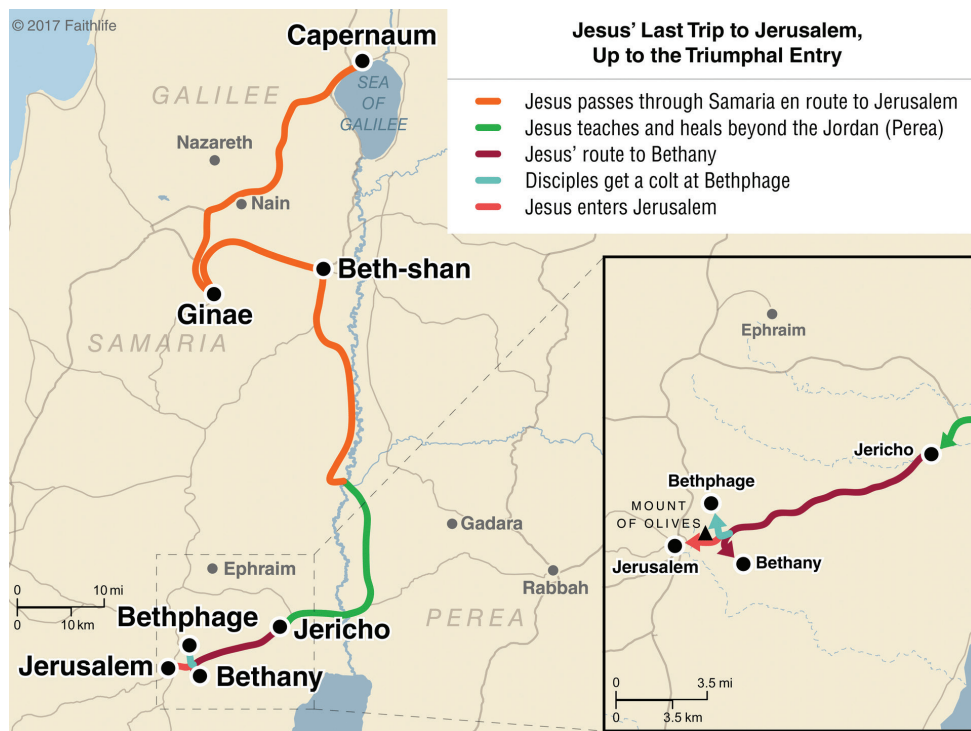 © 2017 Faithlife
Jesus’ Last Trip to Jerusalem,
Up to the Triumphal Entry
Jesus passes through Samaria en route to Jerusalem
Jesus teaches and heals beyond the Jordan (Perea)
Jesus’ route to Bethany
Disciples get a colt at Bethphage
Jesus enters Jerusalem
Capernaum
SEA
OF
GALILEE
GALILEE
Nazareth
Nain
Beth-shan
Ginae
SAMARIA
Gadara
Rabbah
Ephraim
PEREA
0 10 mi
0 10 km
Bethphage
Jericho
Jerusalem
Bethany
Ephraim
Jericho
Bethphage
MOUNT
OF OLIVES
Jerusalem
Bethany
0 3.5 mi
0 3.5 km